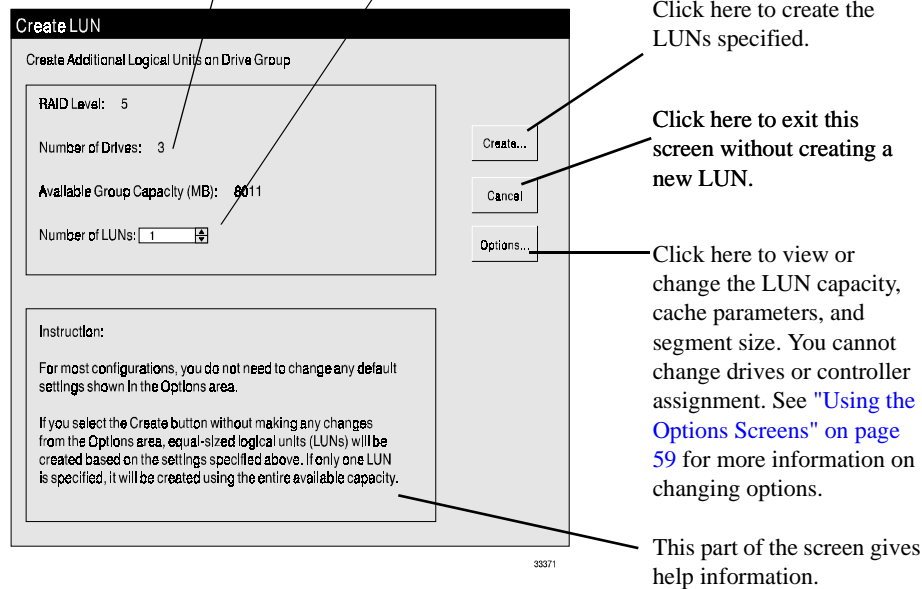 Create LUN
Create Additional Logical Units on Drive Group
RAID Level: 5
Number of Drives: 3
Available Group Capacity (MB): 8011
Number of LUNs: 1
Create...
Cancel
Options...
Instruction:
For most configurations, you do not need to change any default
settings shown in the Options area.
If you select the Create button without making any changes
from the Options area, equal-sized logical units (LUNs) will be
created based on the settings specified above. If only one LUN
is specified, it will be created using the entire available capacity.
33371
Click here to create the
LUNs specified.
Click here to exit this
screen without creating a
new LUN.
Click here to view or
change the LUN capacity,
cache parameters, and
segment size. You cannot
change drives or controller
assignment. See "Using the
Options Screens" on page
59 for more information on
changing options.
This part of the screen gives
help information.